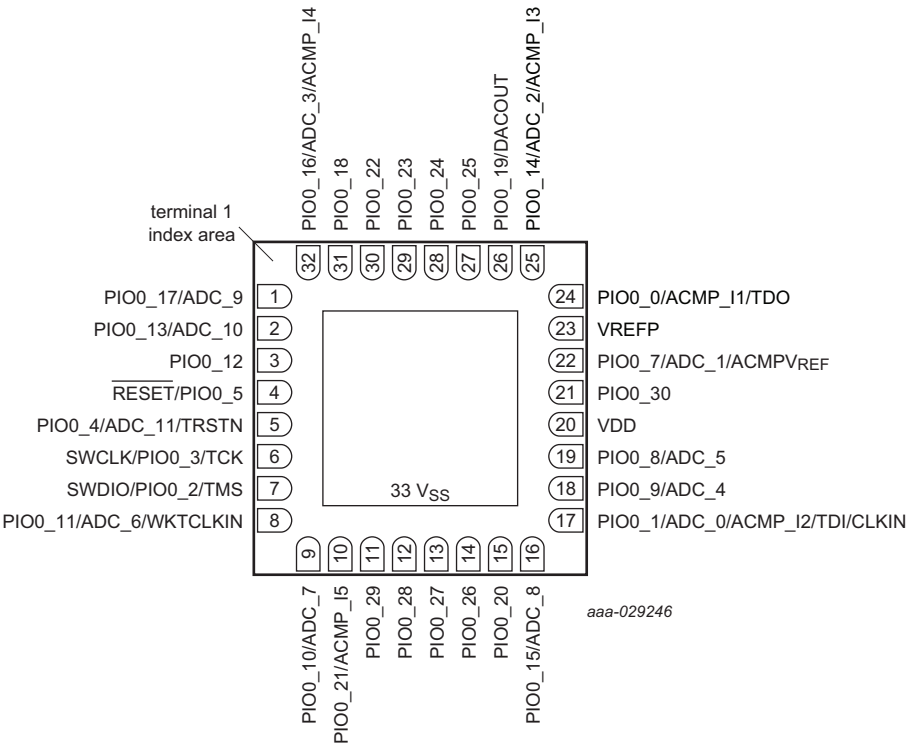 PIO0_16/ADC_3/ACMP_I4
PIO0_18
PIO0_22
PIO0_23
PIO0_24
PIO0_25
PIO0_19/DACOUT
PIO0_14/ADC_2/ACMP_I3
terminal 1
index area
32
31
30
29
28
27
26
25
PIO0_17/ADC_9 1
PIO0_13/ADC_10 2
PIO0_12 3
RESET/PIO0_5 4
PIO0_4/ADC_11/TRSTN 5
SWCLK/PIO0_3/TCK 6
SWDIO/PIO0_2/TMS 7
PIO0_11/ADC_6/WKTCLKIN 8
24 PIO0_0/ACMP_I1/TDO
23 VREFP
22 PIO0_7/ADC_1/ACMPVREF
21 PIO0_30
20 VDD
19 PIO0_8/ADC_5
18 PIO0_9/ADC_4
17 PIO0_1/ADC_0/ACMP_I2/TDI/CLKIN
33 VSS
9
10
11
12
13
14
15
16
PIO0_10/ADC_7
PIO0_21/ACMP_I5
PIO0_29
PIO0_28
PIO0_27
PIO0_26
PIO0_20
PIO0_15/ADC_8
aaa-029246